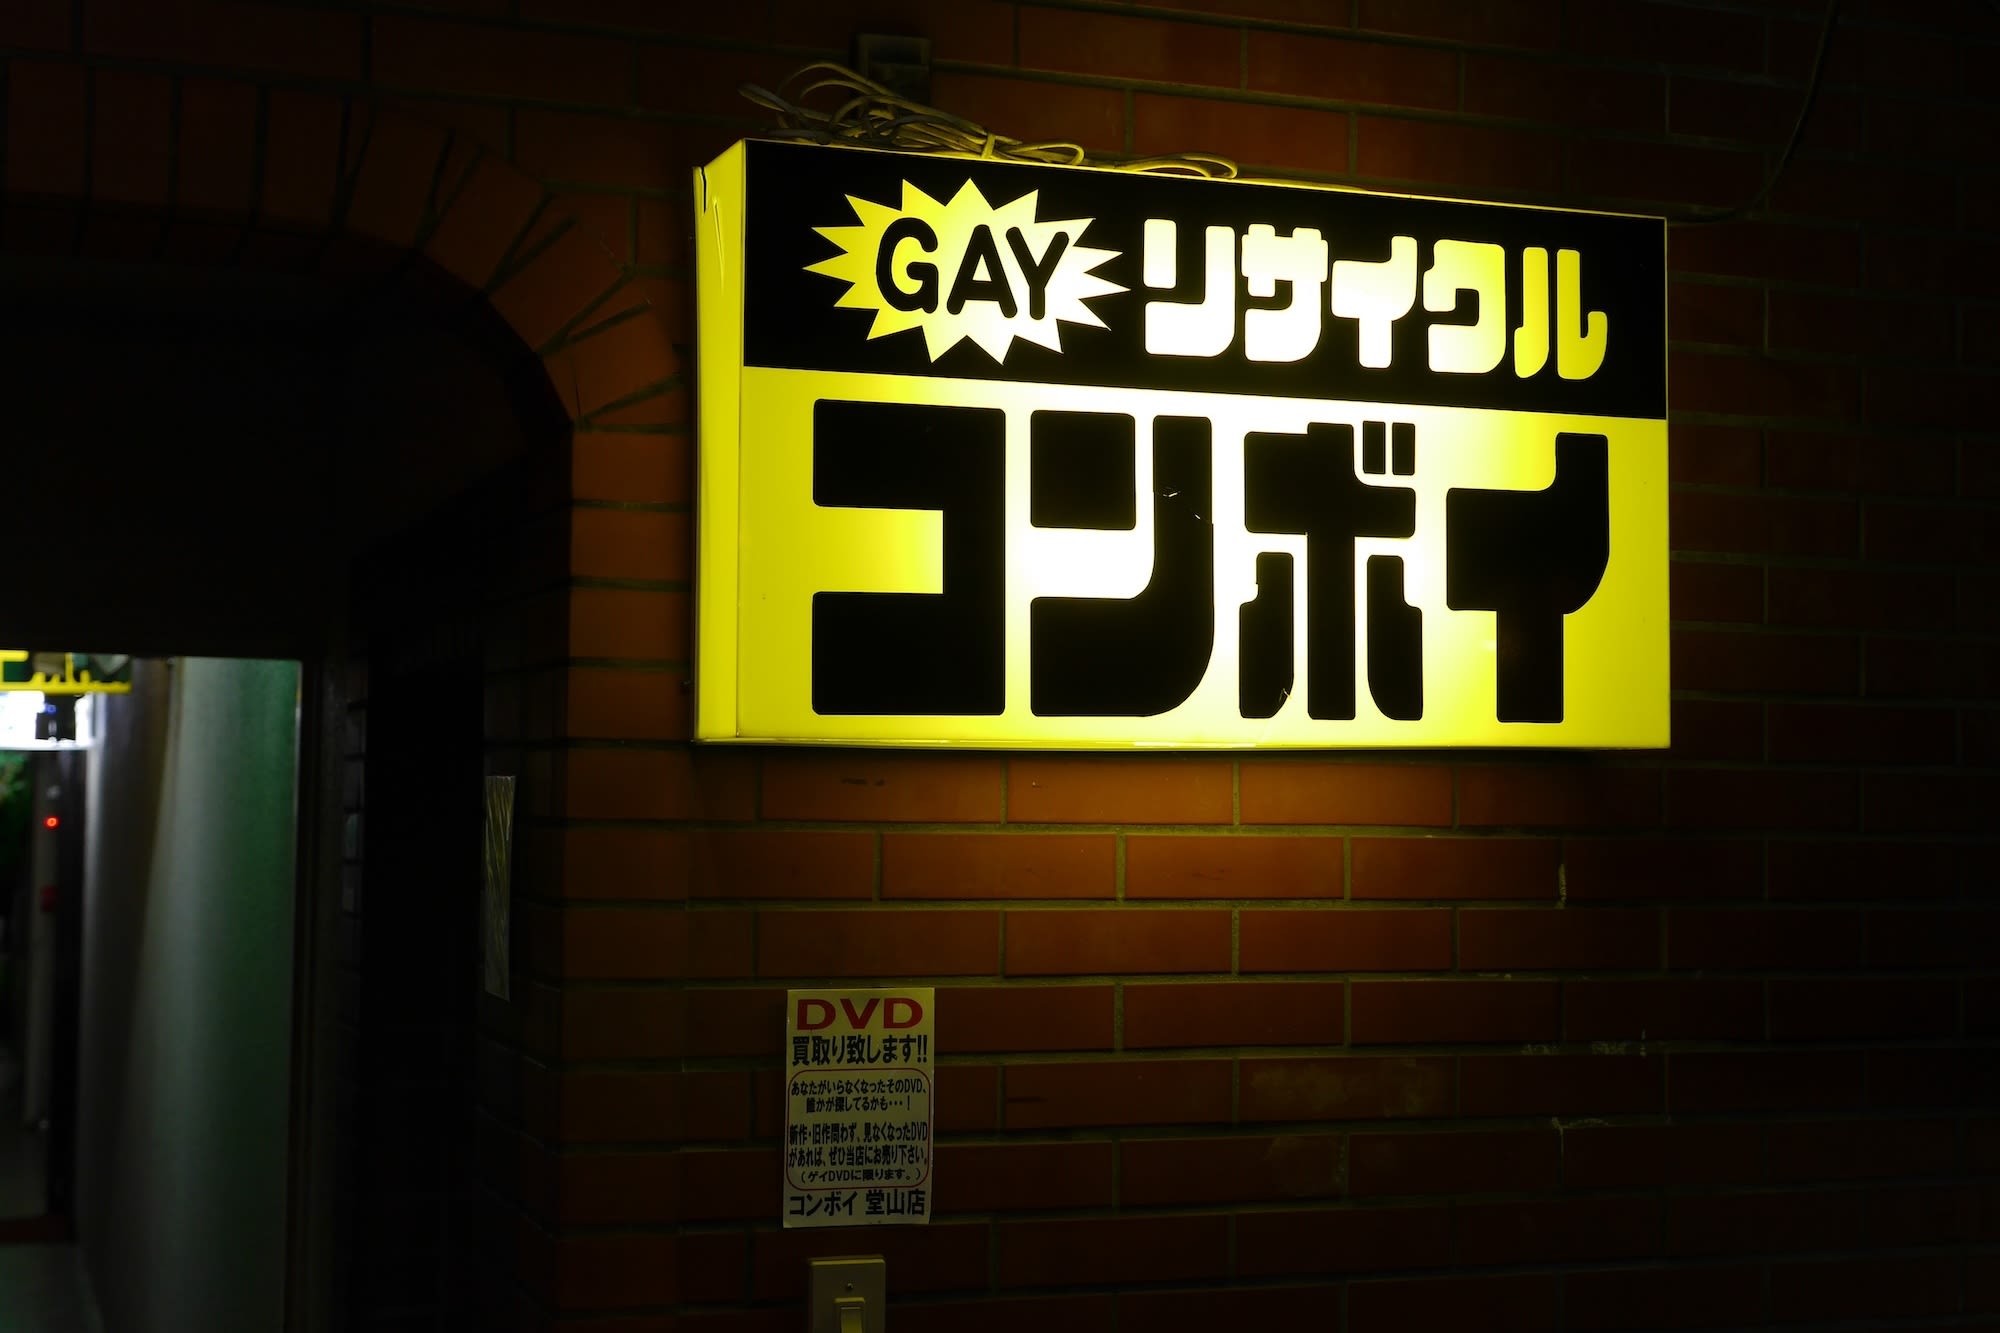 GAY リサイクル
コンボイ
DVD
買取り致します!!
あなたがいらなくなったそのDVD、
誰かが探してるかも・・・！
新作・旧作問わず、見なくなったDVD
があれば、ぜひ当店にお売り下さい。
（ゲイDVDに限ります。）
コンボイ 堂山店